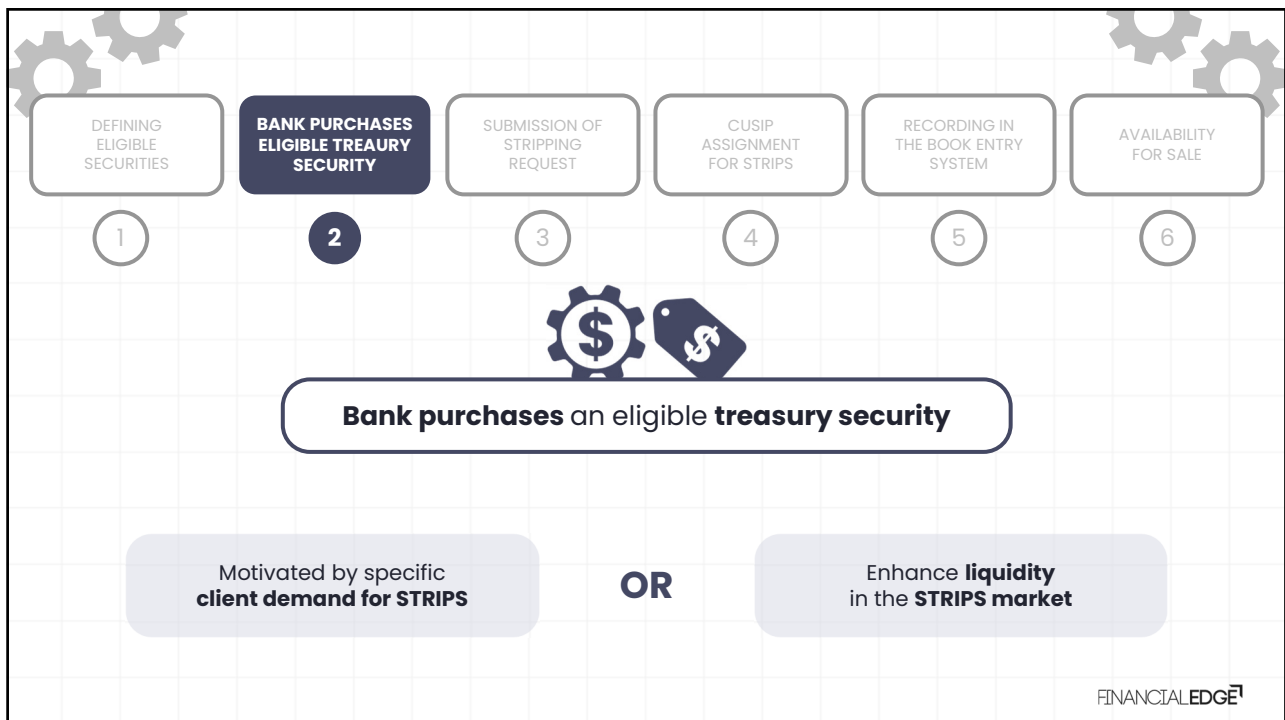 DEFINING
ELIGIBLE
SECURITIES
BANK PURCHASES
ELIGIBLE TREAURY
SECURITY
SUBMISSION OF
STRIPPING
REQUEST
CUSIP
ASSIGNMENT
FOR STRIPS
RECORDING IN
THE BOOK ENTRY
SYSTEM
AVAILABILITY
FOR SALE
1
2
3
4
5
6
$
$
Bank purchases an eligible treasury security
Motivated by specific
client demand for STRIPS
OR
Enhance liquidity
in the STRIPS market
FINANCIALEDGE